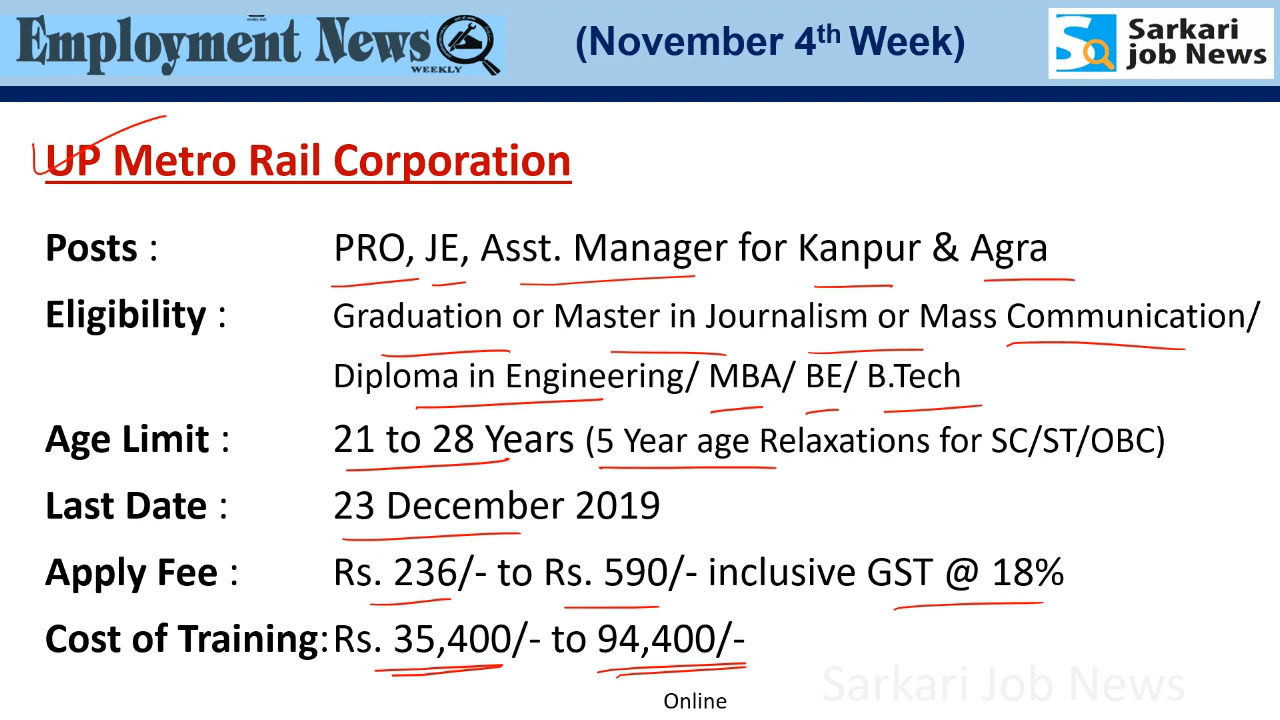 Employment News
WEEKLY
(November 4th Week)
Sarkari
job News
UP Metro Rail Corporation
Posts : PRO, JE, Asst. Manager for Kanpur & Agra
Eligibility : Graduation or Master in Journalism or Mass Communication/
Diploma in Engineering/ MBA/ BE/ B.Tech
Age Limit : 21 to 28 Years (5 Year age Relaxations for SC/ST/OBC)
Last Date : 23 December 2019
Apply Fee : Rs. 236/- to Rs. 590/- inclusive GST @ 18%
Cost of Training: Rs. 35,400/- to 94,400/-
Sarkari Job News
Online